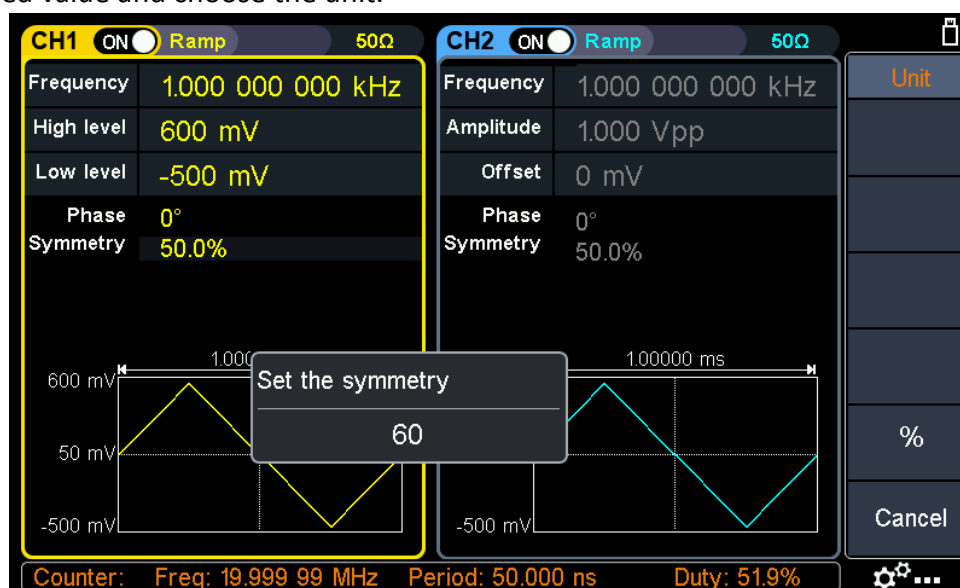 ed value and choose the unit.
CH1 ON Ramp 50Ω
Frequency 1.000 000 000 kHz
High level 600 mV
Low level -500 mV
Phase 0°
Symmetry 50.0%
1.000
600 mV
50 mV
-500 mV
CH2 ON Ramp 50Ω
Frequency 1.000 000 000 kHz
Amplitude 1.000 Vpp
Offset 0 mV
Phase 0°
Symmetry 50.0%
1.00000 ms
-500 mV
Set the symmetry
60
Unit
%
Cancel
Counter: Freq: 19.999 99 MHz Period: 50.000 ns Duty: 51.9%